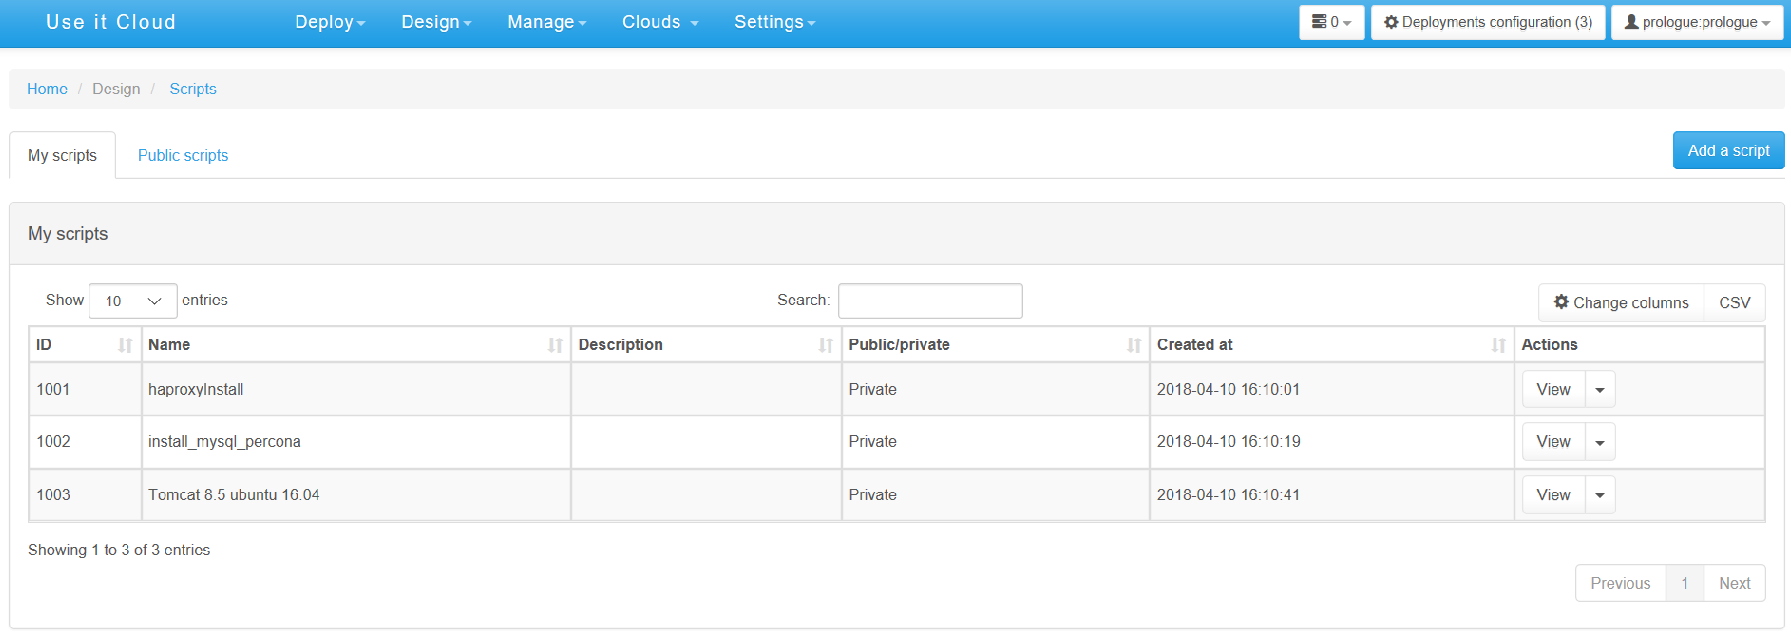 Use it Cloud Deploy Design Manage Clouds Settings 0 Deployments configuration (3) prologue:prologue
Home / Design / Scripts
My scripts Public scripts Add a script
My scripts
Show 10 entries Search: Change columns CSV
ID Name Description Public/private Created at Actions
1001 haproxyInstall Private 2018-04-10 16:10:01 View
1002 install_mysql_percona Private 2018-04-10 16:10:19 View
1003 Tomcat 8.5 ubuntu 16.04 Private 2018-04-10 16:10:41 View
Showing 1 to 3 of 3 entries
Previous 1 Next